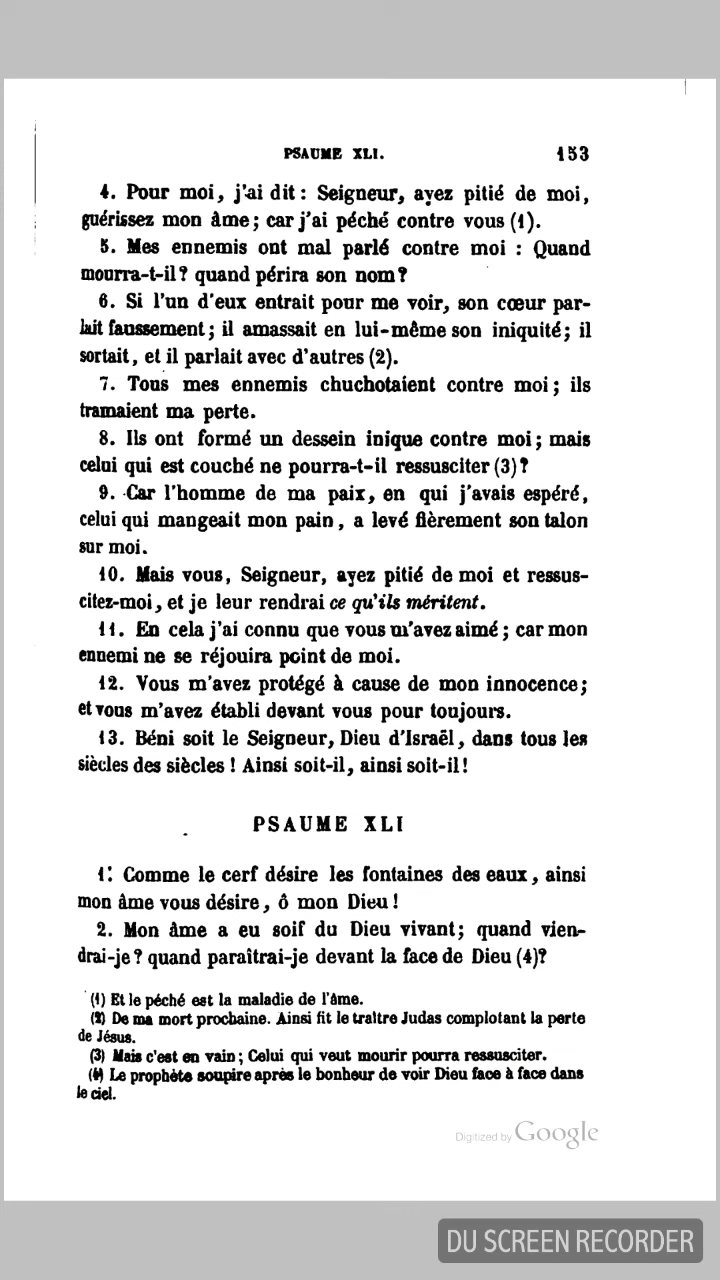 PSAUME XLI. 153
4. Pour moi, j'ai dit : Seigneur, ayez pitié de moi,
guérissez mon âme ; car j'ai péché contre vous (1).
5. Mes ennemis ont mal parlé contre moi : Quand
mourra-t-il? quand périra son nom?
6. Si l'un d'eux entrait pour me voir, son cœur par-
lait faussement ; il amassait en lui-même son iniquité ; il
sortait, et il parlait avec d'autres (2).
7. Tous mes ennemis chuchotaient contre moi ; ils
tramaient ma perte.
8. Ils ont formé un dessein inique contre moi ; mais
celui qui est couché ne pourra-t-il ressusciter (3)?
9. Car l'homme de ma paix, en qui j'avais espéré,
celui qui mangeait mon pain, a levé fièrement son talon
sur moi.
10. Mais vous, Seigneur, ayez pitié de moi et ressus-
citez-moi, et je leur rendrai ce qu'ils méritent.
11. En cela j'ai connu que vous m'avez aimé ; car mon
ennemi ne se réjouira point de moi.
12. Vous m'avez protégé à cause de mon innocence ;
et vous m'avez établi devant vous pour toujours.
13. Béni soit le Seigneur, Dieu d'Israël, dans tous les
siècles des siècles ! Ainsi soit-il, ainsi soit-il !
PSAUME XLI
1. Comme le cerf désire les fontaines des eaux, ainsi
mon âme vous désire, ô mon Dieu !
2. Mon âme a eu soif du Dieu vivant ; quand vien-
drai-je? quand paraîtrai-je devant la face de Dieu (4)?
(1) Et le péché est la maladie de l'âme.
(2) De ma mort prochaine. Ainsi fit le traître Judas complotant la perte
de Jésus.
(3) Mais c'est en vain ; Celui qui veut mourir pourra ressusciter.
(4) Le prophète soupire après le bonheur de voir Dieu face à face dans
le ciel.
Digitized by Google
DU SCREEN RECORDER